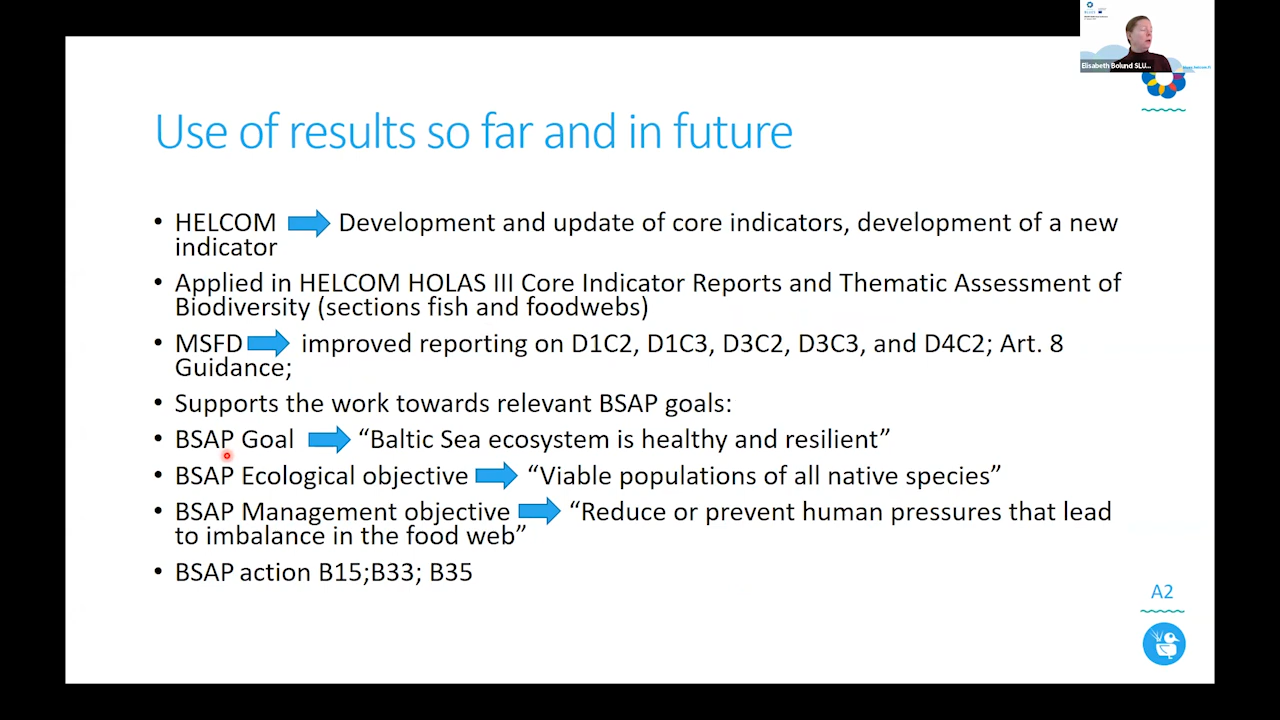 Elisabeth Bolund SLU...
Use of results so far and in future
• HELCOM Development and update of core indicators, development of a new
indicator
• Applied in HELCOM HOLAS III Core Indicator Reports and Thematic Assessment of
Biodiversity (sections fish and foodwebs)
• MSFD improved reporting on D1C2, D1C3, D3C2, D3C3, and D4C2; Art. 8
Guidance;
• Supports the work towards relevant BSAP goals:
• BSAP Goal “Baltic Sea ecosystem is healthy and resilient”
• BSAP Ecological objective “Viable populations of all native species”
• BSAP Management objective “Reduce or prevent human pressures that lead
to imbalance in the food web”
• BSAP action B15;B33; B35
A2